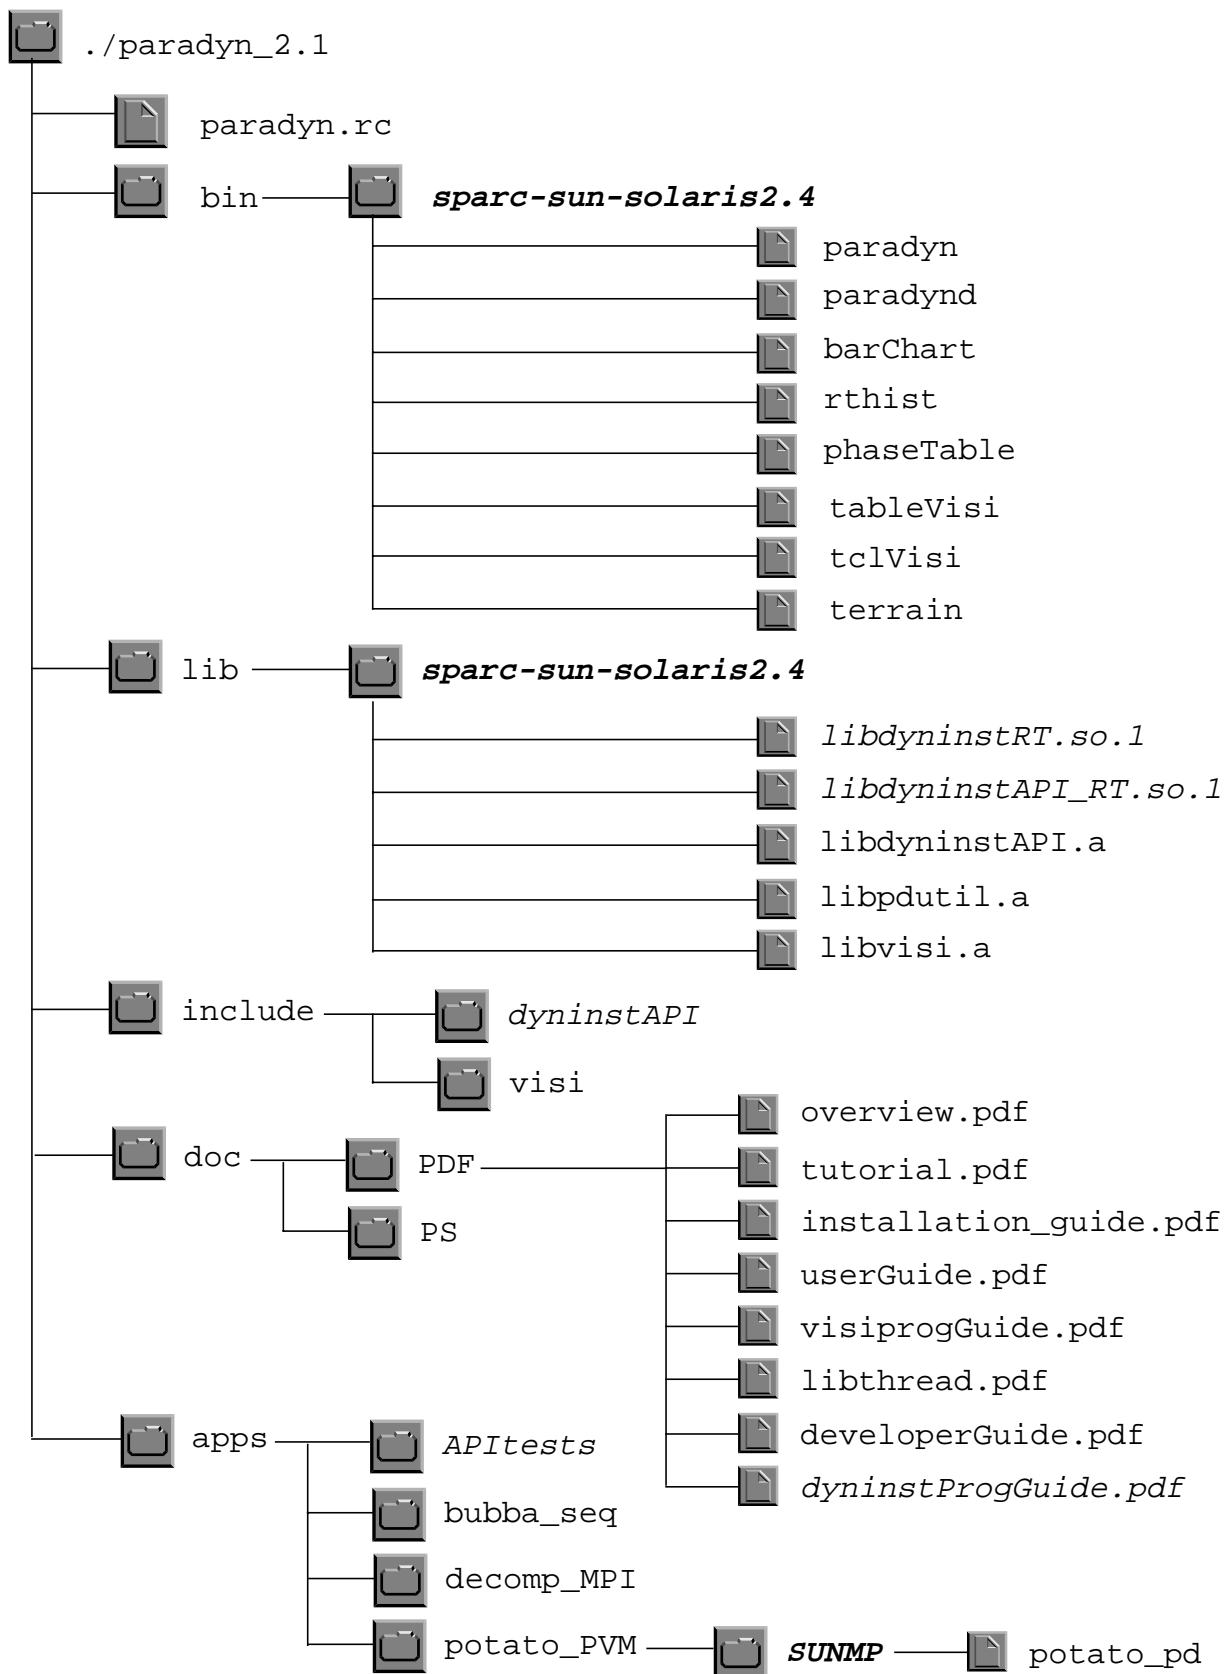 ./paradyn_2.1
paradyn.rc
bin
sparc-sun-solaris2.4
paradyn
paradynd
barChart
rthist
phaseTable
tableVisi
tclVisi
terrain
lib
sparc-sun-solaris2.4
libdyninstRT.so.1
libdyninstAPI_RT.so.1
libdyninstAPI.a
libpdutil.a
libvisi.a
include
dyninstAPI
visi
doc
PDF
overview.pdf
tutorial.pdf
installation_guide.pdf
userGuide.pdf
visiprogGuide.pdf
libthread.pdf
developerGuide.pdf
dyninstProgGuide.pdf
PS
apps
APItests
bubba_seq
decomp_MPI
potato_PVM
SUNMP
potato_pd